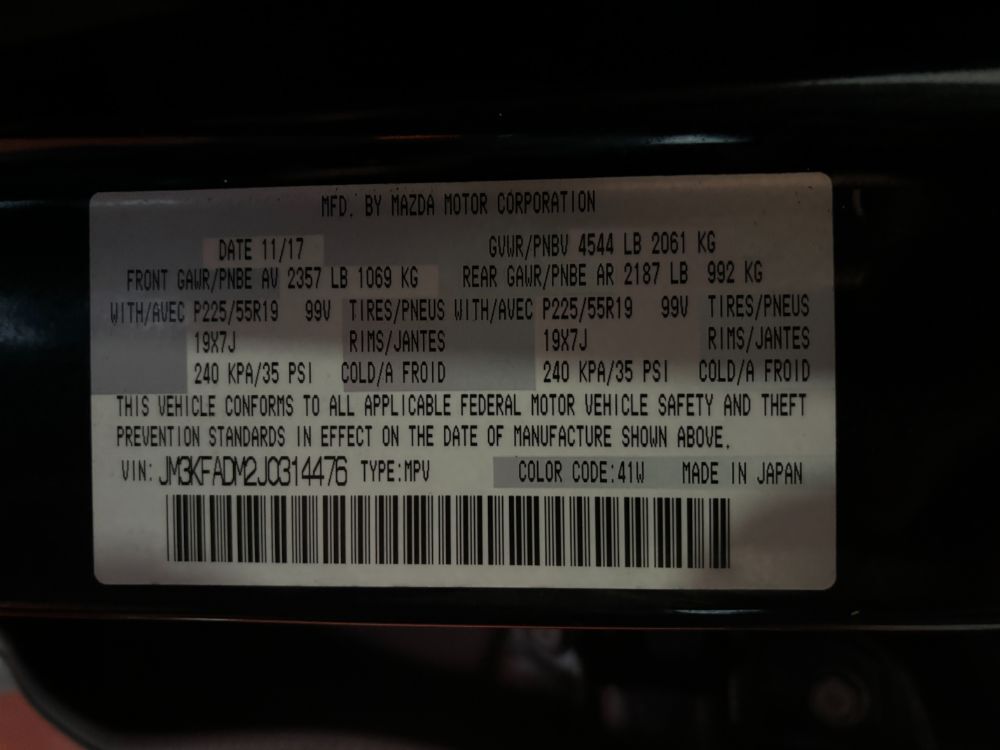 MFD. BY MAZDA MOTOR CORPORATION
DATE 11/17 GVWR/PNBV 4544 LB 2061 KG
FRONT GAWR/PNBE AV 2357 LB 1069 KG REAR GAWR/PNBE AR 2187 LB 992 KG
WITH/AVEC P225/55R19 99V TIRES/PNEUS WITH/AVEC P225/55R19 99V TIRES/PNEUS
19X7J RIMS/JANTES 19X7J RIMS/JANTES
240 KPA/35 PSI COLD/A FROID 240 KPA/35 PSI COLD/A FROID
THIS VEHICLE CONFORMS TO ALL APPLICABLE FEDERAL MOTOR VEHICLE SAFETY AND THEFT
PREVENTION STANDARDS IN EFFECT ON THE DATE OF MANUFACTURE SHOWN ABOVE.
VIN: JM3KFADM2J0314476 TYPE:MPV COLOR CODE:41W MADE IN JAPAN